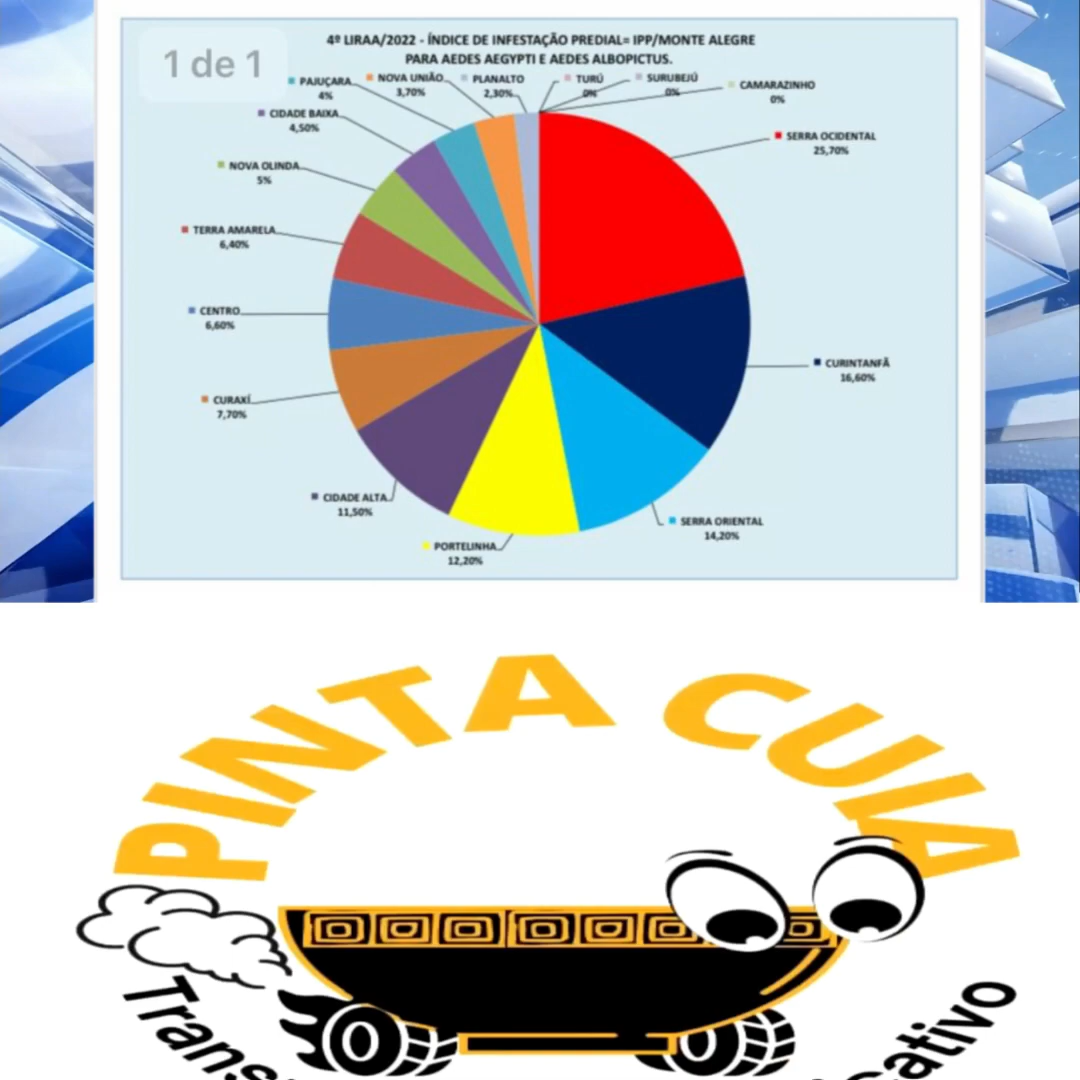 4º LIRAA/2022 - ÍNDICE DE INFESTAÇÃO PREDIAL= IPP/MONTE ALEGRE
PARA AEDES AEGYPTI E AEDES ALBOPICTUS.
1 de 1
PAJUÇARA
4%
NOVA UNIÃO
3,70%
PLANALTO
2,30%
TURÚ
0%
SURUBEJÚ
0%
CAMARAZINHO
0%
CIDADE BAIXA
4,50%
SERRA OCIDENTAL
25,70%
NOVA OLINDA
5%
TERRA AMARELA
6,40%
CENTRO
6,60%
CURINTANFÃ
16,60%
CURAXÍ
7,70%
CIDADE ALTA
11,50%
SERRA ORIENTAL
14,20%
PORTELINHA
12,20%
PINTA CUIA